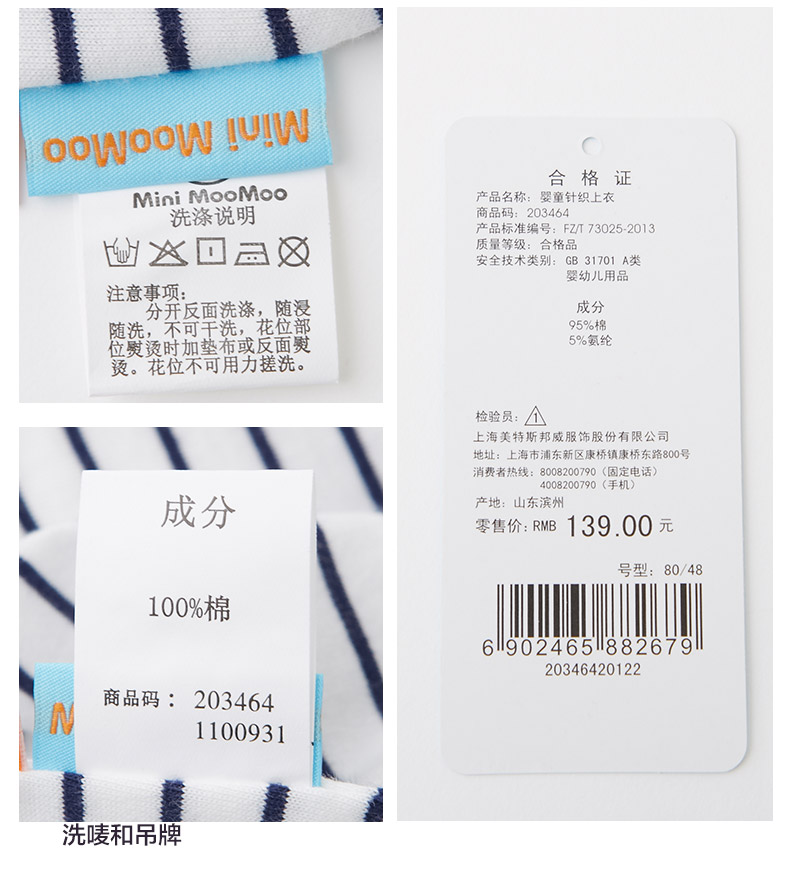 Mini MooMoo
Mini MooMoo
洗涤说明
注意事项:
分开反面洗涤，随浸
随洗，不可干洗，花位部
位熨烫时加垫布或反面熨
烫。花位不可用力搓洗。
成分
100%棉
商品码： 203464
1100931
合格证
产品名称：婴童针织上衣
商品码：203464
产品标准编号：FZ/T 73025-2013
质量等级：合格品
安全技术类别：GB 31701 A类
婴幼儿用品
成分
95%棉
5%氨纶
检验员：1
上海美特斯邦威服饰股份有限公司
地址：上海市浦东新区康桥镇康桥东路800号
消费者热线：8008200790（固定电话）
4008200790（手机）
产地：山东滨州
零售价：RMB 139.00 元
号型：80/48
6 902465 882679
20346420122
洗唛和吊牌